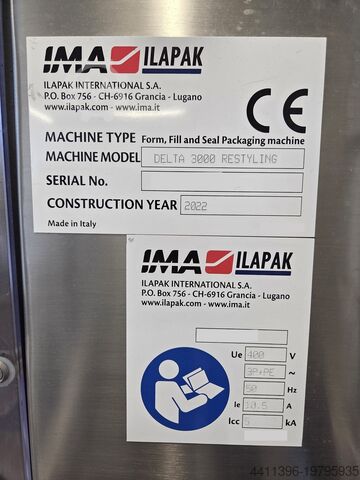 IMA ILAPAK
ILAPAK INTERNATIONAL S.A.
P.O. Box 756 - CH-6916 Grancia - Lugano
www.ilapak.com - www.ima.it
CE
MACHINE TYPE Form, Fill and Seal Packaging machine
MACHINE MODEL DELTA 3000 RESTYLING
SERIAL No.
CONSTRUCTION YEAR 2022
Made in Italy
IMA ILAPAK
ILAPAK INTERNATIONAL S.A.
P.O. Box 756 - CH-6916 Grancia - Lugano
www.ilapak.com - www.ima.it
Ue 400 V
3P+PE ~
50 Hz
Ie 10.5 A
Icc 5 kA
4411396-19795935